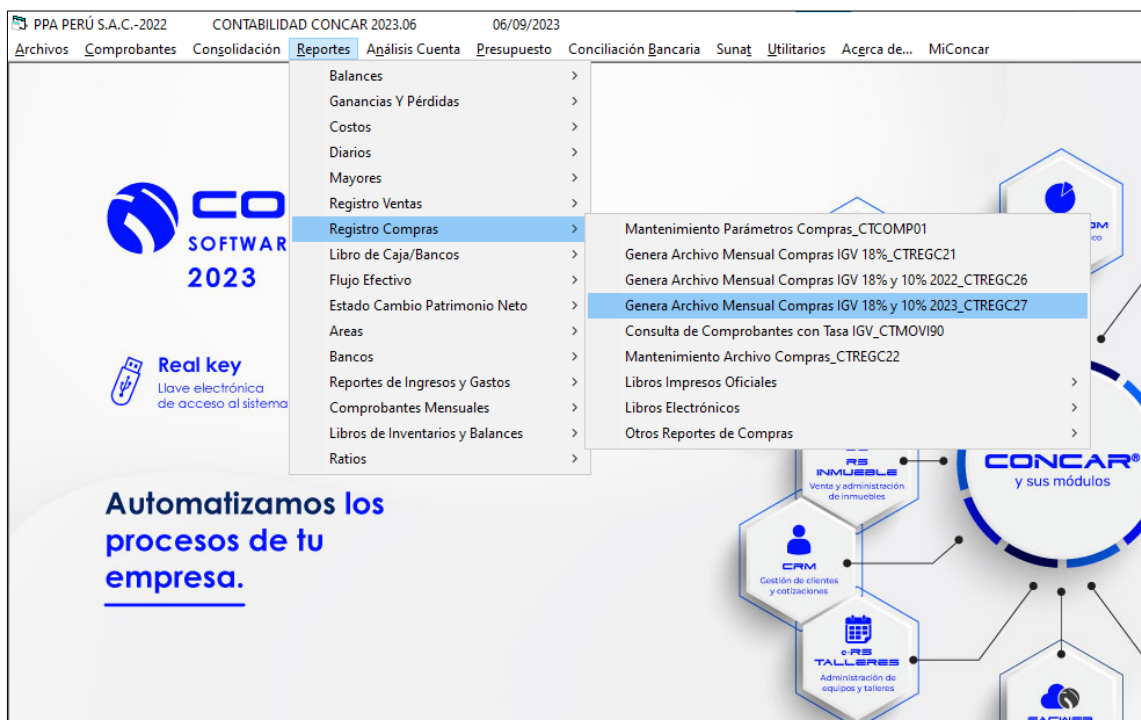 PPA PERÚ S.A.C.-2022 CONTABILIDAD CONCAR 2023.06 06/09/2023
Archivos Comprobantes Consolidación Reportes Análisis Cuenta Presupuesto Conciliación Bancaria Sunat Utilitarios Acerca de... MiConcar
Balances
Ganancias Y Pérdidas
Costos
Diarios
Mayores
Registro Ventas
Registro Compras
Libro de Caja/Bancos
Flujo Efectivo
Estado Cambio Patrimonio Neto
Areas
Bancos
Reportes de Ingresos y Gastos
Comprobantes Mensuales
Libros de Inventarios y Balances
Ratios
Mantenimiento Parámetros Compras_CTCOMP01
Genera Archivo Mensual Compras IGV 18%_CTREGC21
Genera Archivo Mensual Compras IGV 18% y 10% 2022_CTREGC26
Genera Archivo Mensual Compras IGV 18% y 10% 2023_CTREGC27
Consulta de Comprobantes con Tasa IGV_CTMOVI90
Mantenimiento Archivo Compras_CTREGC22
Libros Impresos Oficiales
Libros Electrónicos
Otros Reportes de Compras
CO
SOFTWAR
2023
Real key
Llave electrónica
de acceso al sistema
Automatizamos los
procesos de tu
empresa.
RS
INMUEBLE
Venta y administración
de inmuebles
CONCAR®
y sus módulos
CRM
Gestión de clientes
y cotizaciones
e-RS
TALLERES
Administración de
equipos y talleres